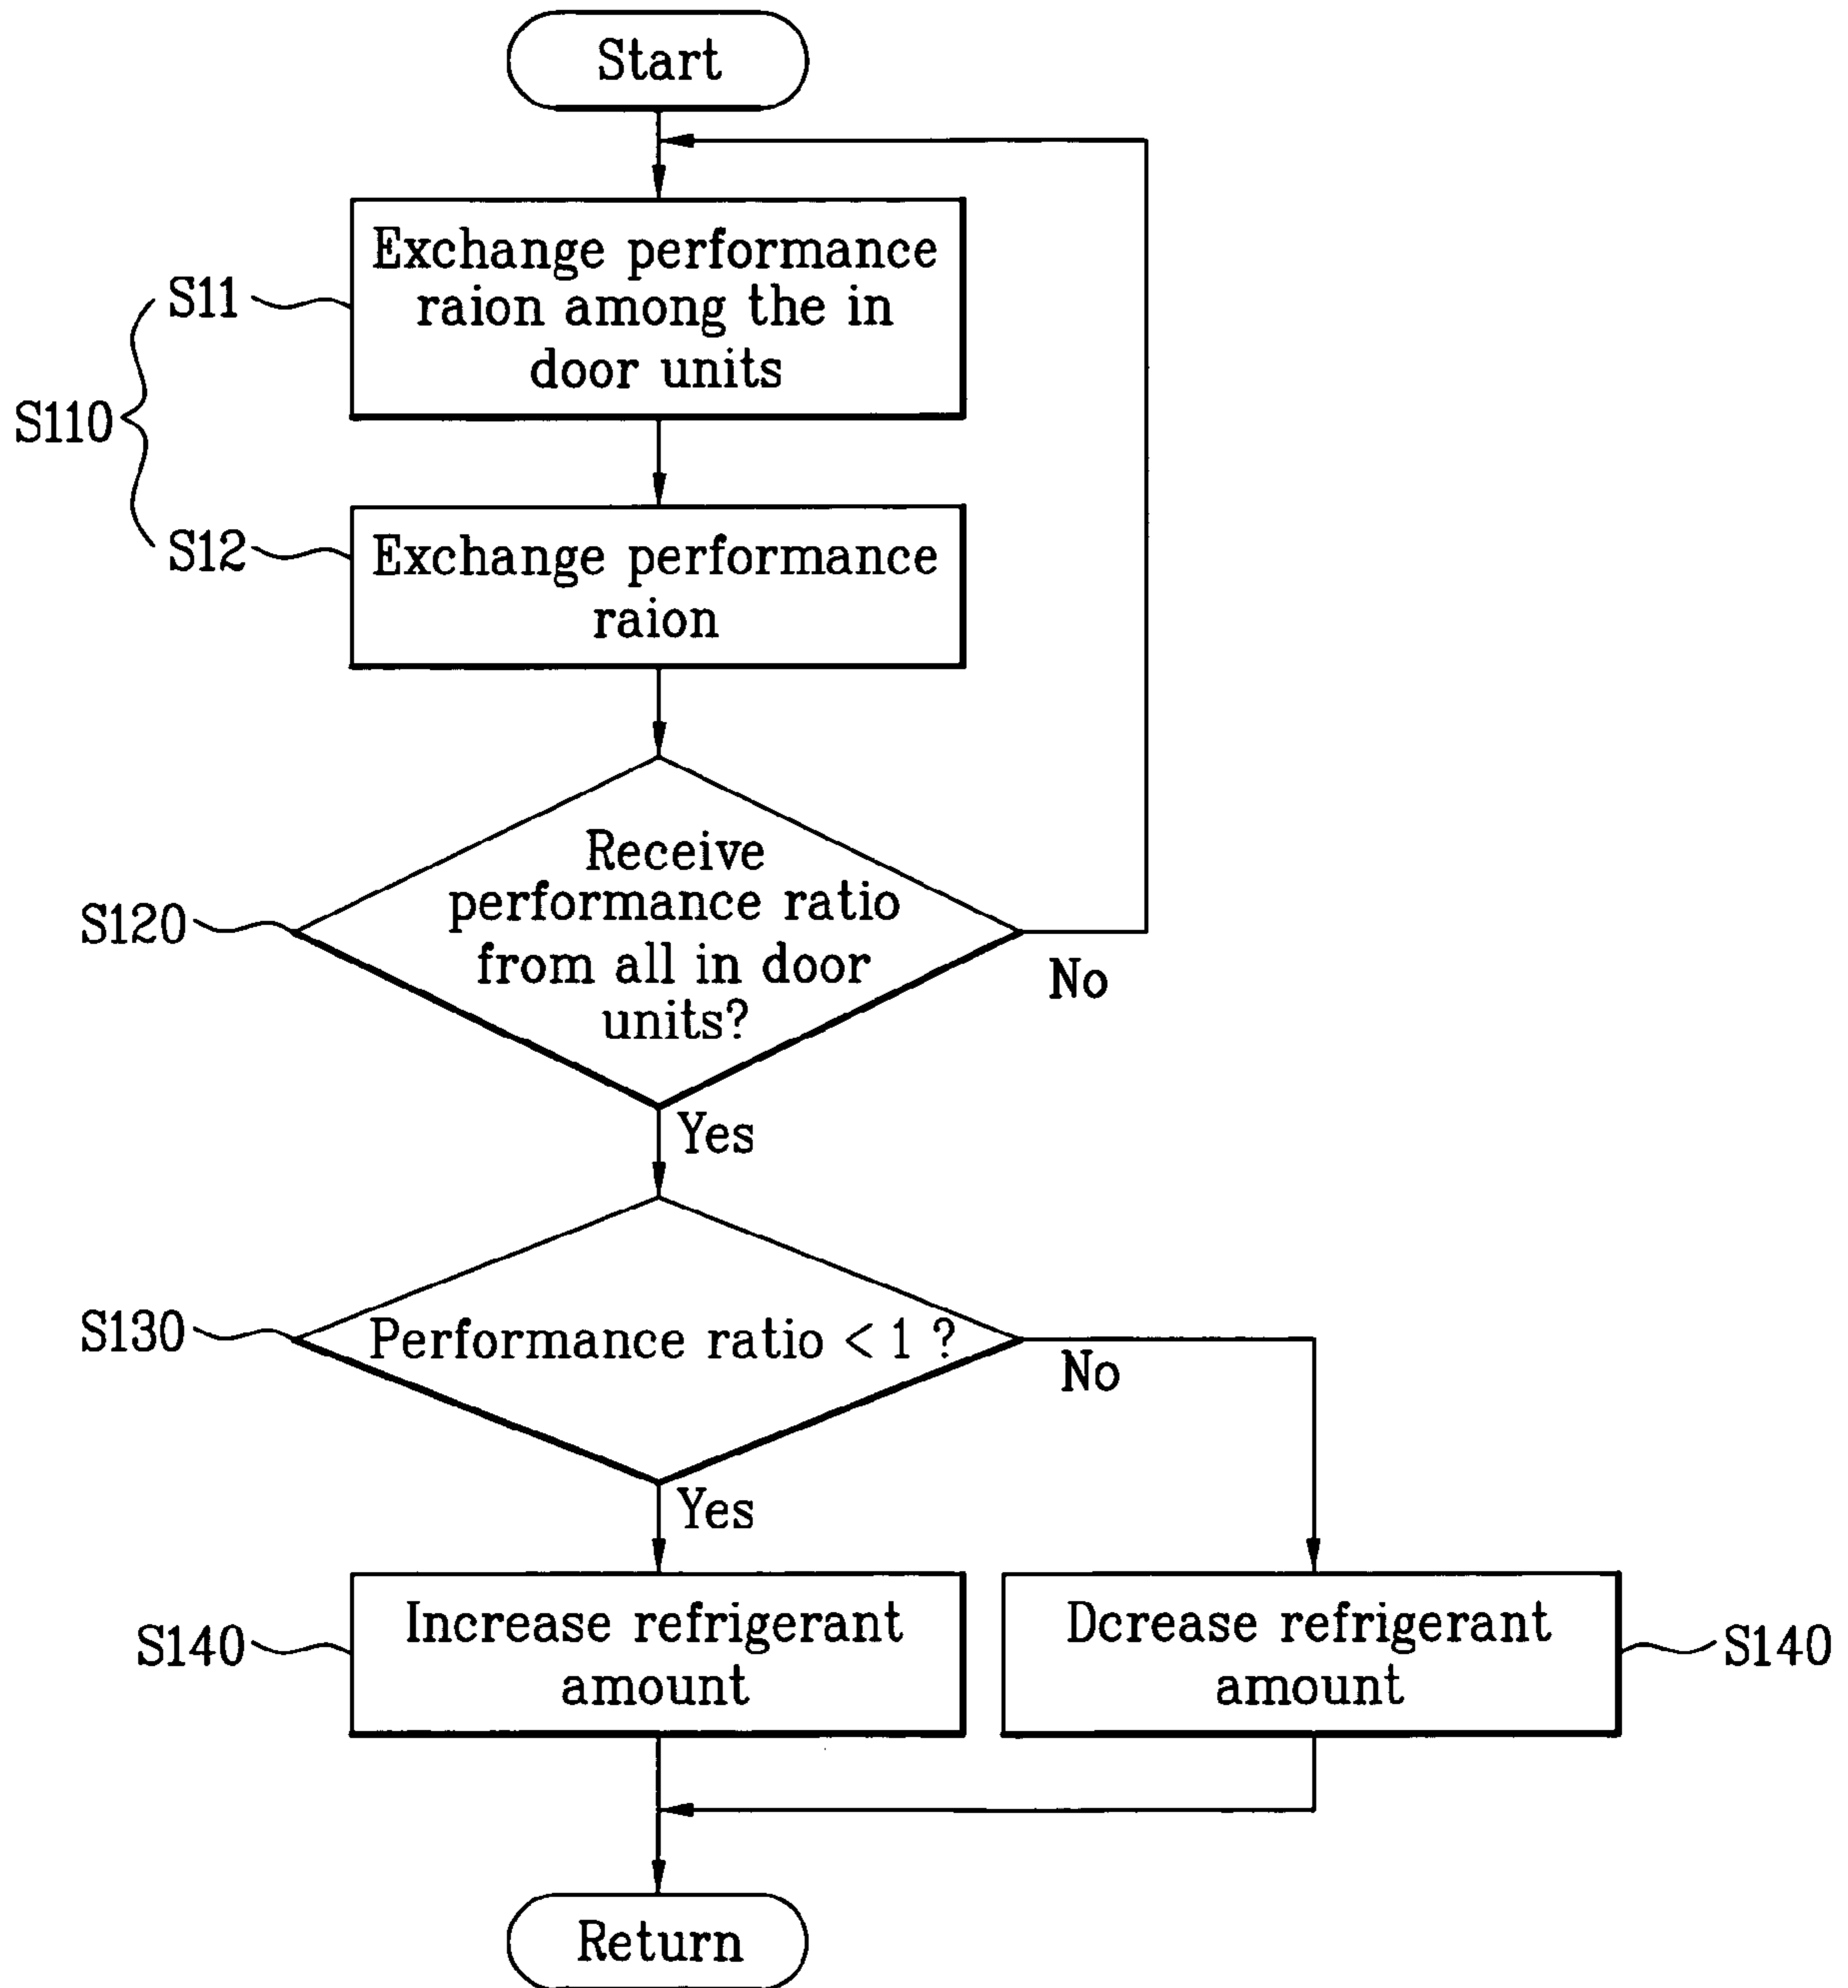 Start
Exchange performance
raion among the in
door units
S11
S110
S12
Exchange performance
raion
Receive
performance ratio
from all in door
units?
S120
No
Yes
S130
Performance ratio < 1 ?
No
Yes
S140
Increase refrigerant
amount
Dcrease refrigerant
amount
S140
Return